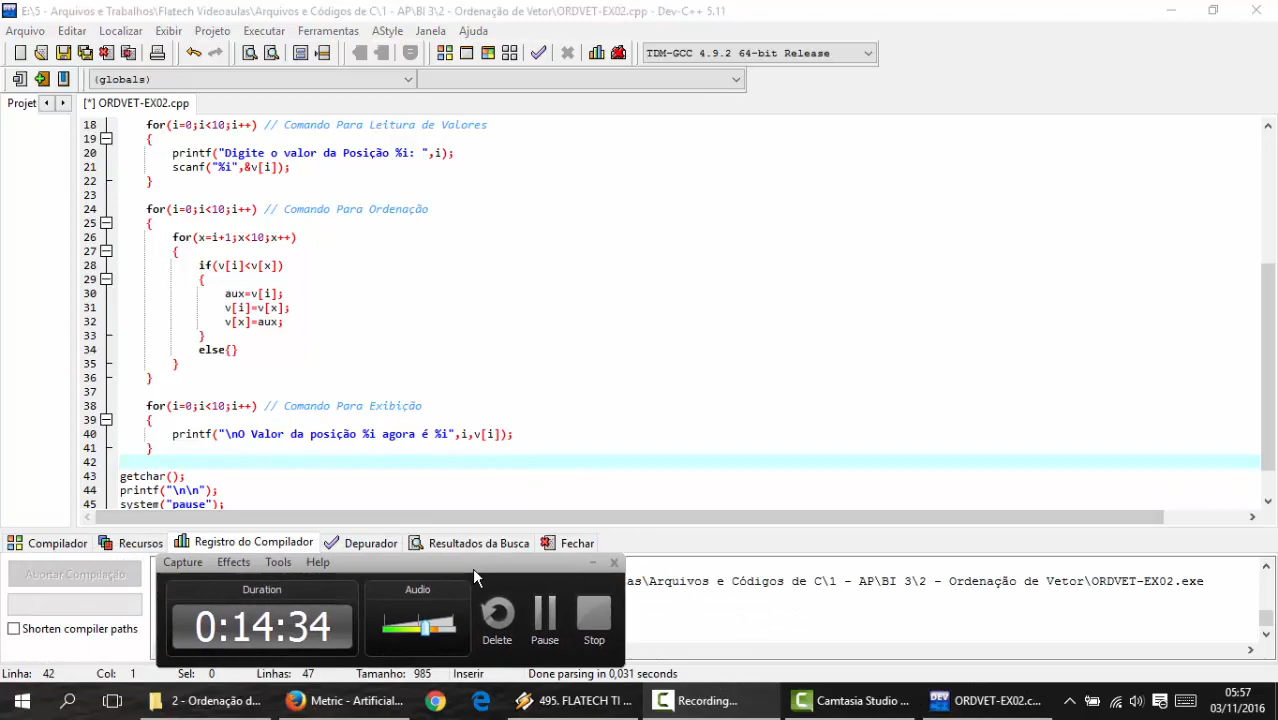 E:\5 - Arquivos e Trabalhos\Flatech Videoaulas\Arquivos e Códigos de C\1 - AP\BI 3\2 - Ordenação de Vetor\ORDVET-EX02.cpp - Dev-C++ 5.11
Arquivo Editar Localizar Exibir Projeto Executar Ferramentas AStyle Janela Ajuda
TDM-GCC 4.9.2 64-bit Release
(globals)
Projet [*] ORDVET-EX02.cpp
18 for(i=0;i<10;i++) // Comando Para Leitura de Valores
19 {
20 printf("Digite o valor da Posição %i: ",i);
21 scanf("%i",&v[i]);
22 }
23
24 for(i=0;i<10;i++) // Comando Para Ordenação
25 {
26 for(x=i+1;x<10;x++)
27 {
28 if(v[i]<v[x])
29 {
30 aux=v[i];
31 v[i]=v[x];
32 v[x]=aux;
33 }
34 else{}
35 }
36 }
37
38 for(i=0;i<10;i++) // Comando Para Exibição
39 {
40 printf("\nO Valor da posição %i agora é %i",i,v[i]);
41 }
42
43 getchar();
44 printf("\n\n");
45 system("pause");
Compilador Recursos Registro do Compilador Depurador Resultados da Busca Fechar
Abortar Compilação
Shorten compiler paths
Capture Effects Tools Help
Duration
0:14:34
Audio
Delete Pause Stop
as\Arquivos e Códigos de C\1 - AP\BI 3\2 - Ordenação de Vetor\ORDVET-EX02.exe
Linha: 42 Col: 1 Sel: 0 Linhas: 47 Tamanho: 985 Inserir Done parsing in 0,031 seconds
2 - Ordenação d... Metric - Artificial... 495. FLATECH TI ... Recording... Camtasia Studio ... ORDVET-EX02.c...
05:57
03/11/2016